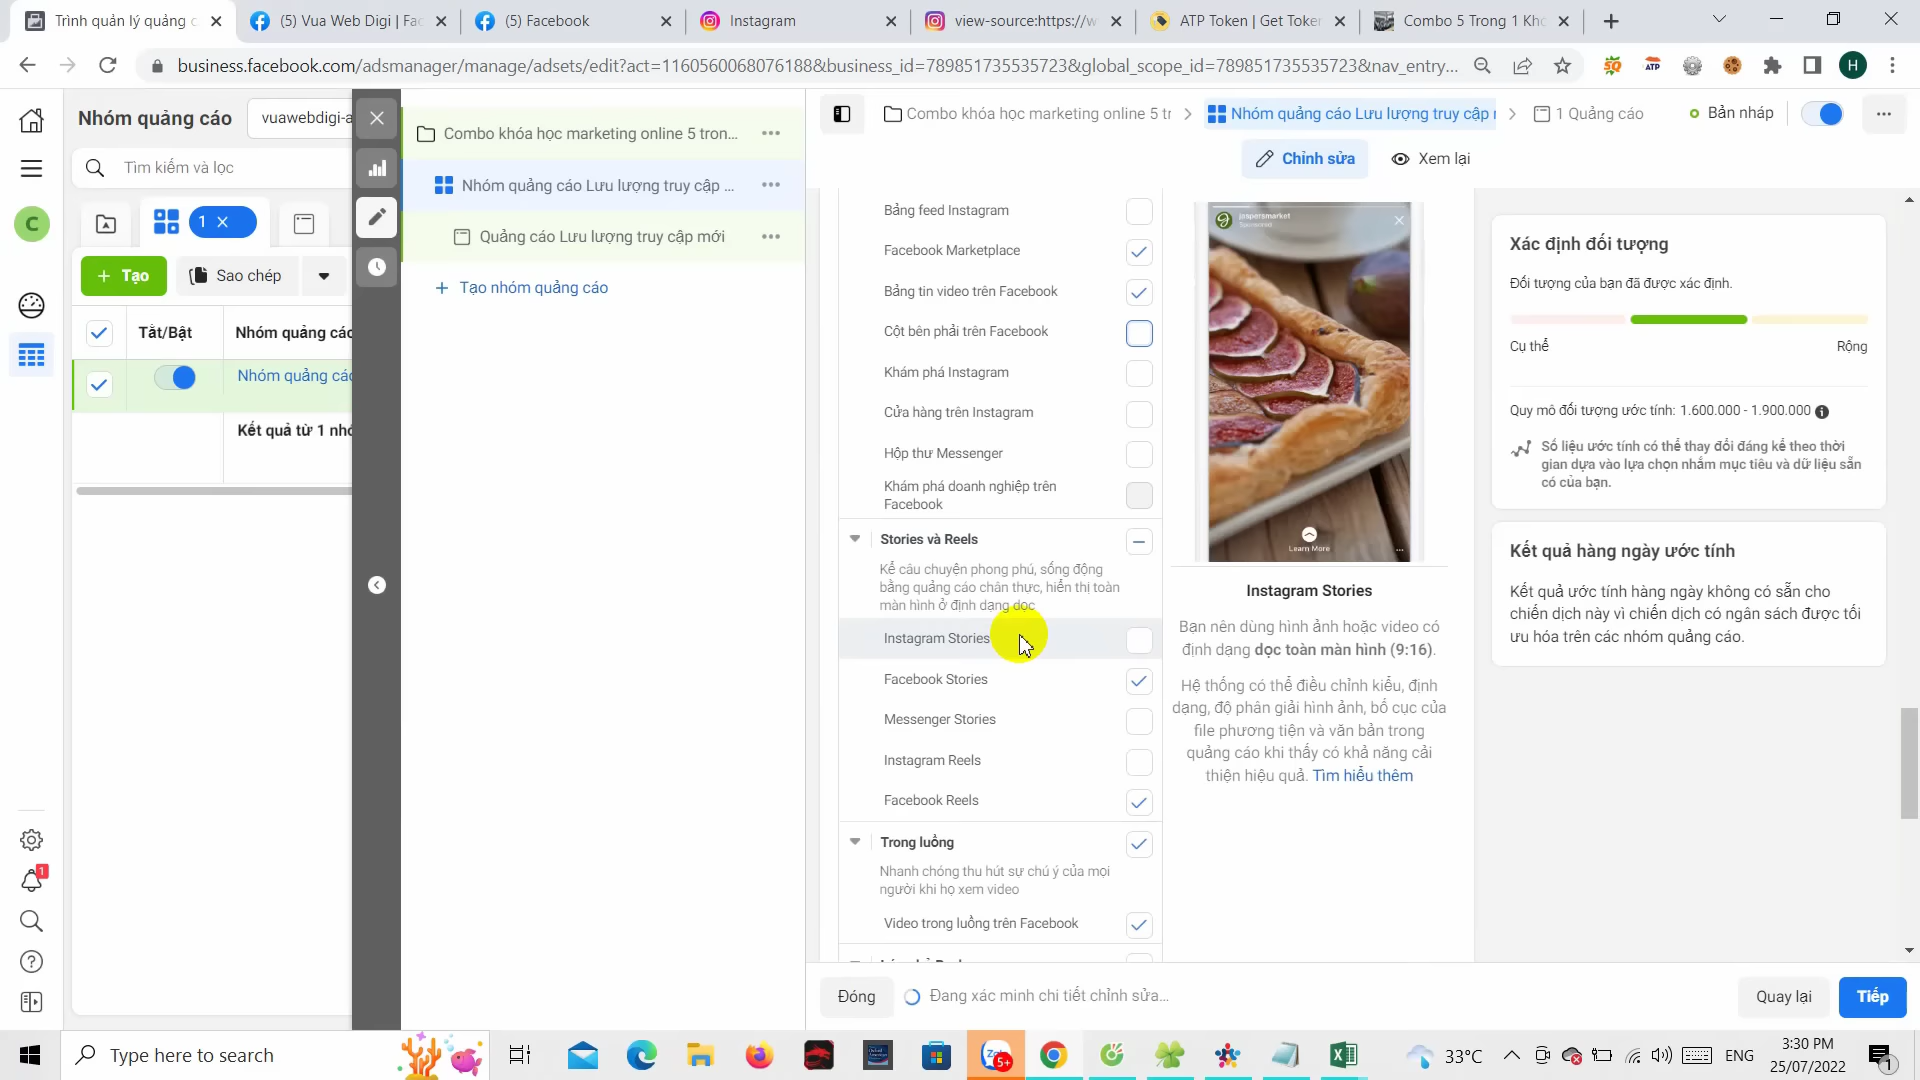 Trình quản lý quảng c
(5) Vua Web Digi | Fac
(5) Facebook
Instagram
view-source:https://w
ATP Token | Get Token
Combo 5 Trong 1 Kho
business.facebook.com/adsmanager/manage/adsets/edit?act=1160560068076188&business_id=789851735535723&global_scope_id=789851735535723&nav_entry...
ATP
H
Nhóm quảng cáo
vuawebdigi-a
Tìm kiếm và lọc
C
1
Tạo
Sao chép
Tắt/Bật
Nhóm quảng cáo
Nhóm quảng cáo
Kết quả từ 1 nhó
Combo khóa học marketing online 5 tron...
Nhóm quảng cáo Lưu lượng truy cập ...
Quảng cáo Lưu lượng truy cập mới
Tạo nhóm quảng cáo
Combo khóa học marketing online 5 tr
Nhóm quảng cáo Lưu lượng truy cập r
1 Quảng cáo
Bản nháp
Chỉnh sửa
Xem lại
Bảng feed Instagram
Facebook Marketplace
Bảng tin video trên Facebook
Cột bên phải trên Facebook
Khám phá Instagram
Cửa hàng trên Instagram
Hộp thư Messenger
Khám phá doanh nghiệp trên
Facebook
Stories và Reels
Kể câu chuyện phong phú, sống động
bằng quảng cáo chân thực, hiển thị toàn
màn hình ở định dạng dọc
Instagram Stories
Facebook Stories
Messenger Stories
Instagram Reels
Facebook Reels
Trong luồng
Nhanh chóng thu hút sự chú ý của mọi
người khi họ xem video
Video trong luồng trên Facebook
jaspersmarket
Sponsored
Learn More
Instagram Stories
Bạn nên dùng hình ảnh hoặc video có
định dạng dọc toàn màn hình (9:16).
Hệ thống có thể điều chỉnh kiểu, định
dạng, độ phân giải hình ảnh, bố cục của
file phương tiện và văn bản trong
quảng cáo khi thấy có khả năng cải
thiện hiệu quả. Tìm hiểu thêm
Xác định đối tượng
Đối tượng của bạn đã được xác định.
Cụ thể
Rộng
Quy mô đối tượng ước tính: 1.600.000 - 1.900.000
Số liệu ước tính có thể thay đổi đáng kể theo thời
gian dựa vào lựa chọn nhắm mục tiêu và dữ liệu sẵn
có của bạn.
Kết quả hàng ngày ước tính
Kết quả ước tính hàng ngày không có sẵn cho
chiến dịch này vì chiến dịch có ngân sách được tối
ưu hóa trên các nhóm quảng cáo.
1
Đóng
Đang xác minh chi tiết chỉnh sửa...
Quay lại
Tiếp
Type here to search
5+
33°C
ENG
3:30 PM
25/07/2022
1